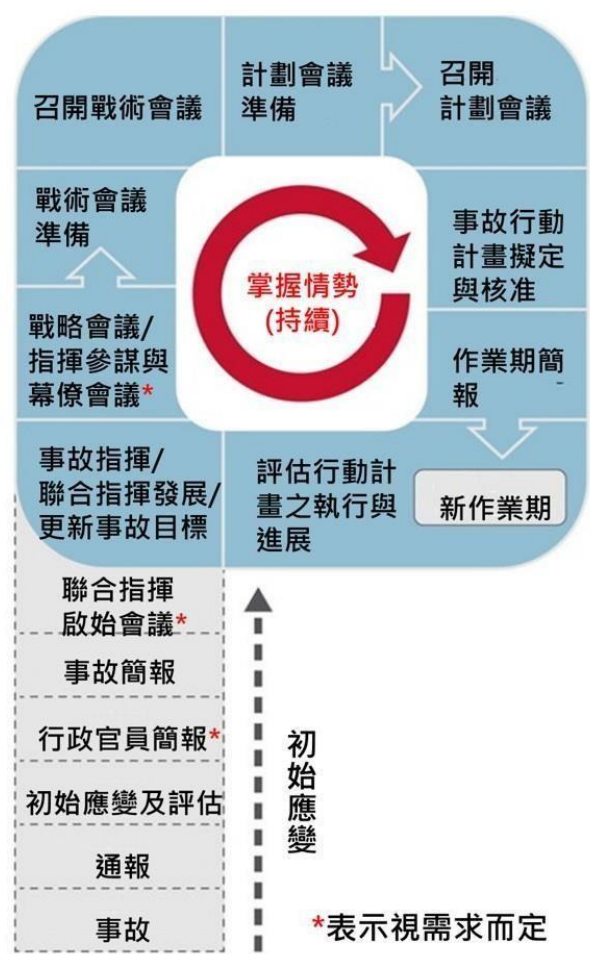 召開戰術會議
計劃會議
準備
召開
計劃會議
戰術會議
準備
掌握情勢
(持續)
事故行動
計畫擬定
與核准
戰略會議/
指揮參謀與
幕僚會議*
作業期簡
報
事故指揮/
聯合指揮發展/
更新事故目標
評估行動計
畫之執行與
進展
新作業期
聯合指揮
啟始會議*
事故簡報
行政官員簡報*
初始應變及評估
通報
事故
初始應變
*表示視需求而定